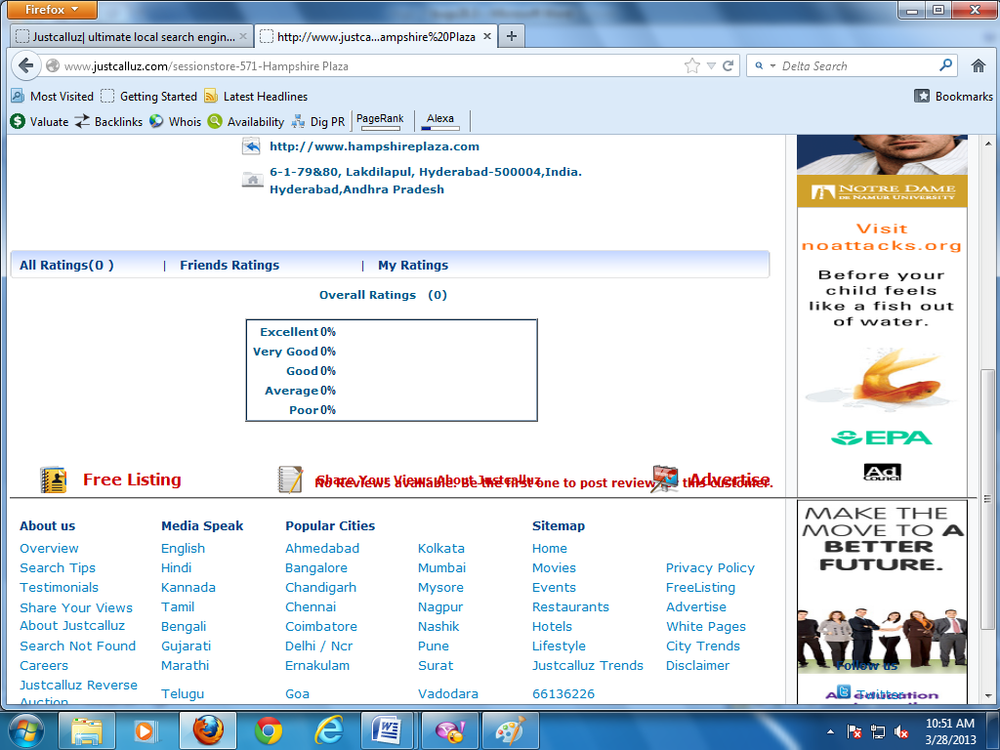 Firefox
Justcalluz| ultimate local search engin...
http://www.justca...ampshire%20Plaza
www.justcalluz.com/sessionstore-571-Hampshire Plaza
Delta Search
Most Visited
Getting Started
Latest Headlines
Bookmarks
Valuate
Backlinks
Whois
Availability
Dig PR
PageRank
Alexa
http://www.hampshireplaza.com
6-1-79&80, Lakdilapul, Hyderabad-500004,India.
Hyderabad,Andhra Pradesh
All Ratings(0 ) | Friends Ratings | My Ratings
Overall Ratings (0)
Excellent 0%
Very Good 0%
Good 0%
Average 0%
Poor 0%
Free Listing
Share Your Views About Justcalluz
No Reviews available. Be the first one to post review this customer.
Advertise
About us
Overview
Search Tips
Testimonials
Share Your Views
About Justcalluz
Search Not Found
Careers
Justcalluz Reverse
Auction
Media Speak
English
Hindi
Kannada
Tamil
Bengali
Gujarati
Marathi
Telugu
Popular Cities
Ahmedabad
Bangalore
Chandigarh
Chennai
Coimbatore
Delhi / Ncr
Ernakulam
Goa
Kolkata
Mumbai
Mysore
Nagpur
Nashik
Pune
Surat
Vadodara
Sitemap
Home
Movies
Events
Restaurants
Hotels
Lifestyle
Justcalluz Trends
66136226
Privacy Policy
FreeListing
Advertise
White Pages
City Trends
Disclaimer
NOTRE DAME
DE NAMUR UNIVERSITY
Visit
noattacks.org
Before your
child feels
like a fish out
of water.
EPA
Ad
Council
MAKE THE
MOVE TO A
BETTER
FUTURE.
Follow us
Twitter
10:51 AM
3/28/2013